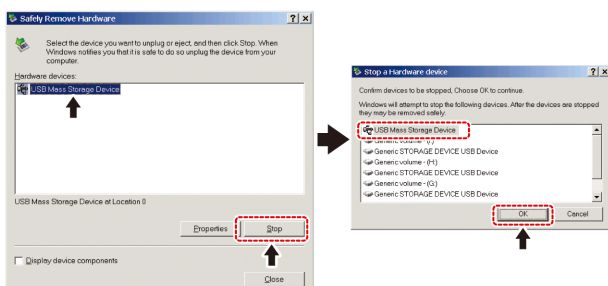 Safely Remove Hardware
Select the device you want to unplug or eject, and then click Stop. When
Windows notifies you that it is safe to do so unplug the device from your
computer.
Hardware devices:
USB Mass Storage Device
USB Mass Storage Device at Location 0
Properties
Stop
Display device components
Close
Stop a Hardware device
Confirm devices to be stopped, Choose OK to continue.
Windows will attempt to stop the following devices. After the devices are stopped
they may be removed safely.
USB Mass Storage Device
Generic volume - (I:)
Generic STORAGE DEVICE USB Device
Generic volume - (H:)
Generic STORAGE DEVICE USB Device
Generic volume - (G:)
Generic STORAGE DEVICE USB Device
OK
Cancel